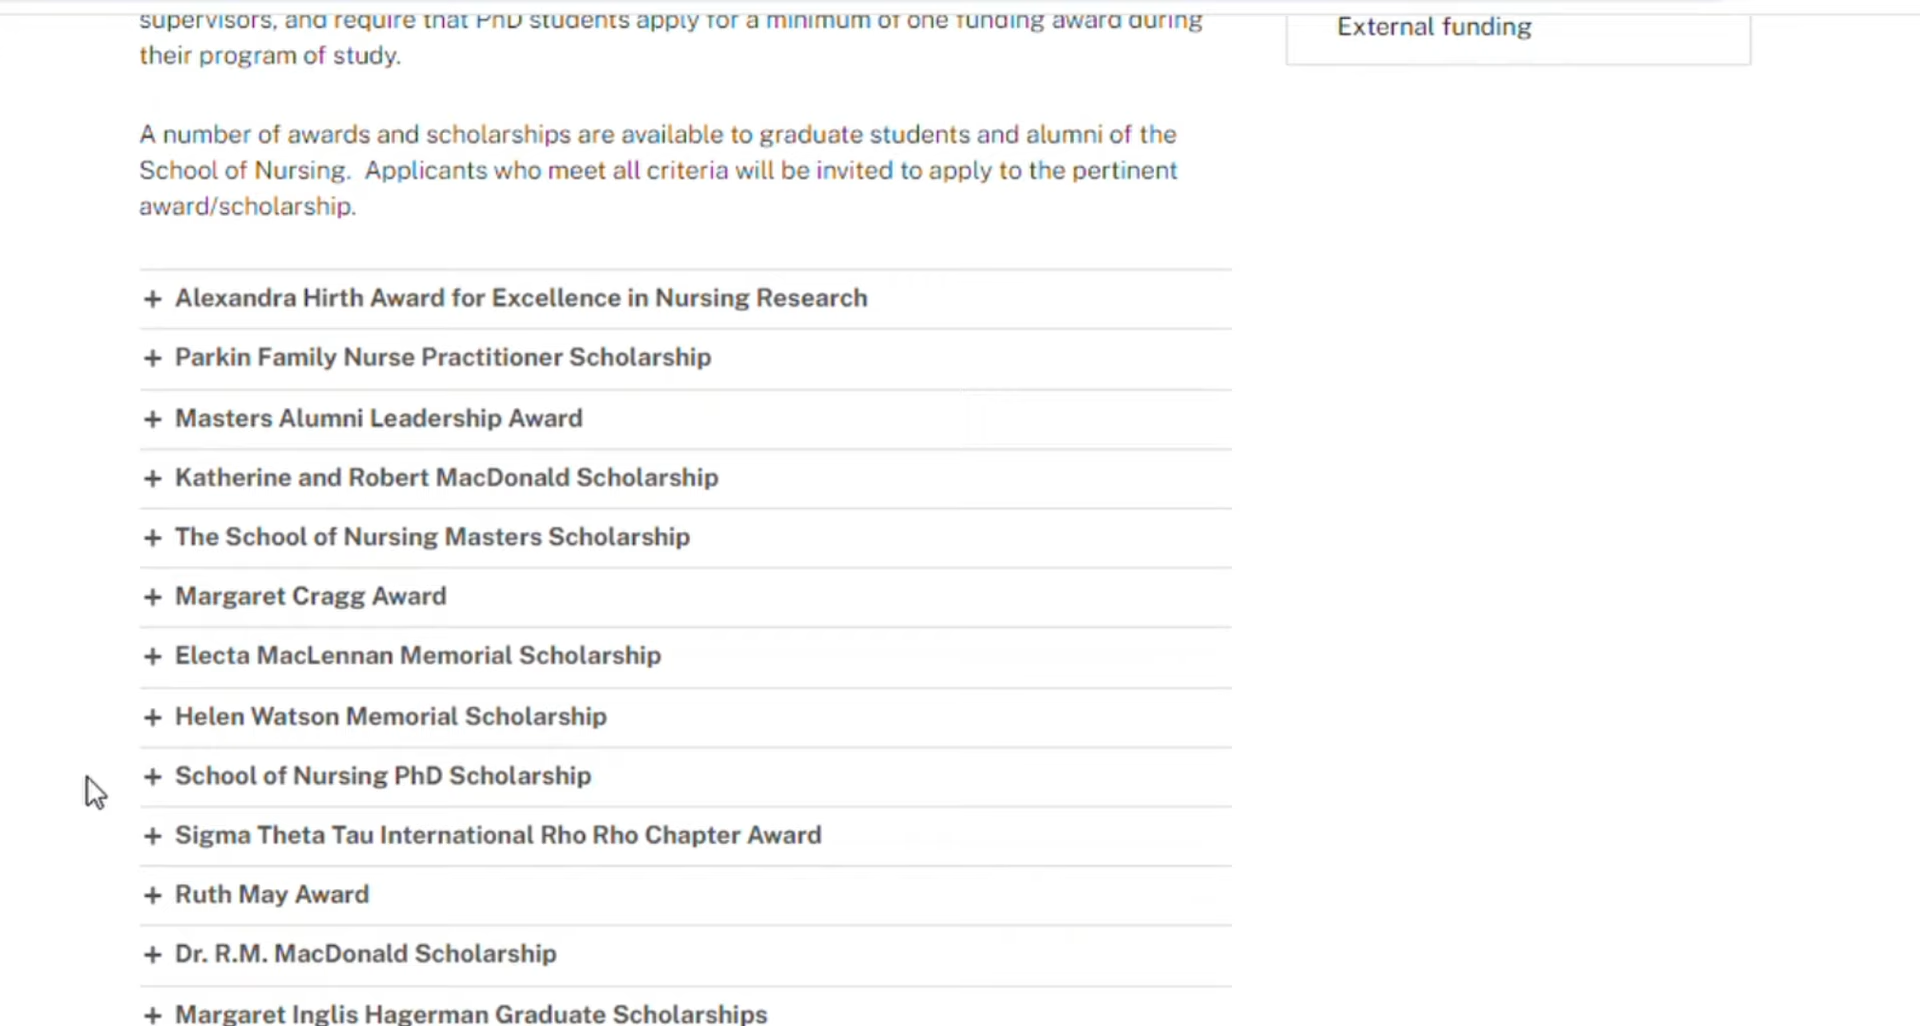 supervisors, and require that PhD students apply for a minimum of one funding award during
their program of study.
External funding
A number of awards and scholarships are available to graduate students and alumni of the
School of Nursing.  Applicants who meet all criteria will be invited to apply to the pertinent
award/scholarship.
+ Alexandra Hirth Award for Excellence in Nursing Research
+ Parkin Family Nurse Practitioner Scholarship
+ Masters Alumni Leadership Award
+ Katherine and Robert MacDonald Scholarship
+ The School of Nursing Masters Scholarship
+ Margaret Cragg Award
+ Electa MacLennan Memorial Scholarship
+ Helen Watson Memorial Scholarship
+ School of Nursing PhD Scholarship
+ Sigma Theta Tau International Rho Rho Chapter Award
+ Ruth May Award
+ Dr. R.M. MacDonald Scholarship
+ Margaret Inglis Hagerman Graduate Scholarships